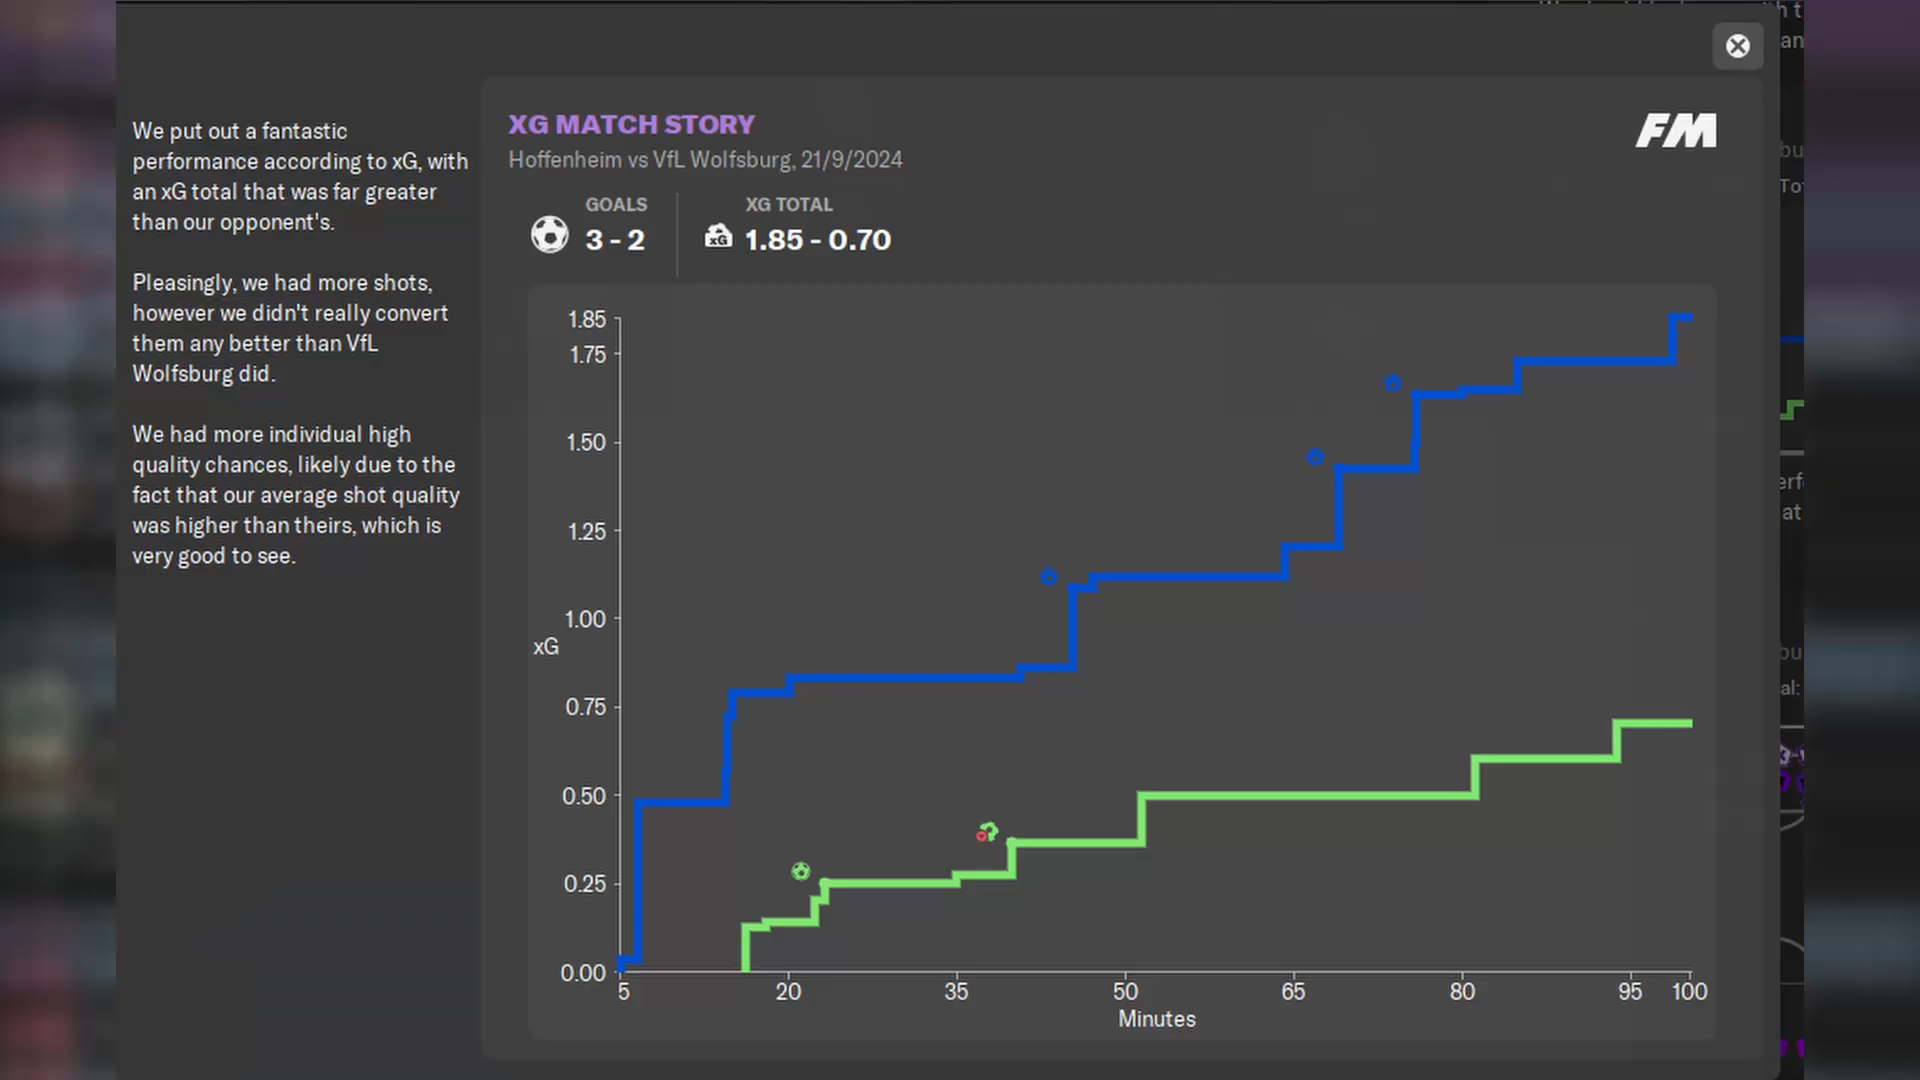 We put out a fantastic
performance according to xG, with
an xG total that was far greater
than our opponent's.
Pleasingly, we had more shots,
however we didn't really convert
them any better than VfL
Wolfsburg did.
We had more individual high
quality chances, likely due to the
fact that our average shot quality
was higher than theirs, which is
very good to see.
XG MATCH STORY
Hoffenheim vs VfL Wolfsburg, 21/9/2024
FM
GOALS
3 - 2
XG TOTAL
xG
1.85 - 0.70
1.85
1.75
1.50
1.25
1.00
xG
0.75
0.50
0.25
0.00
5
20
35
50
65
80
95
100
Minutes